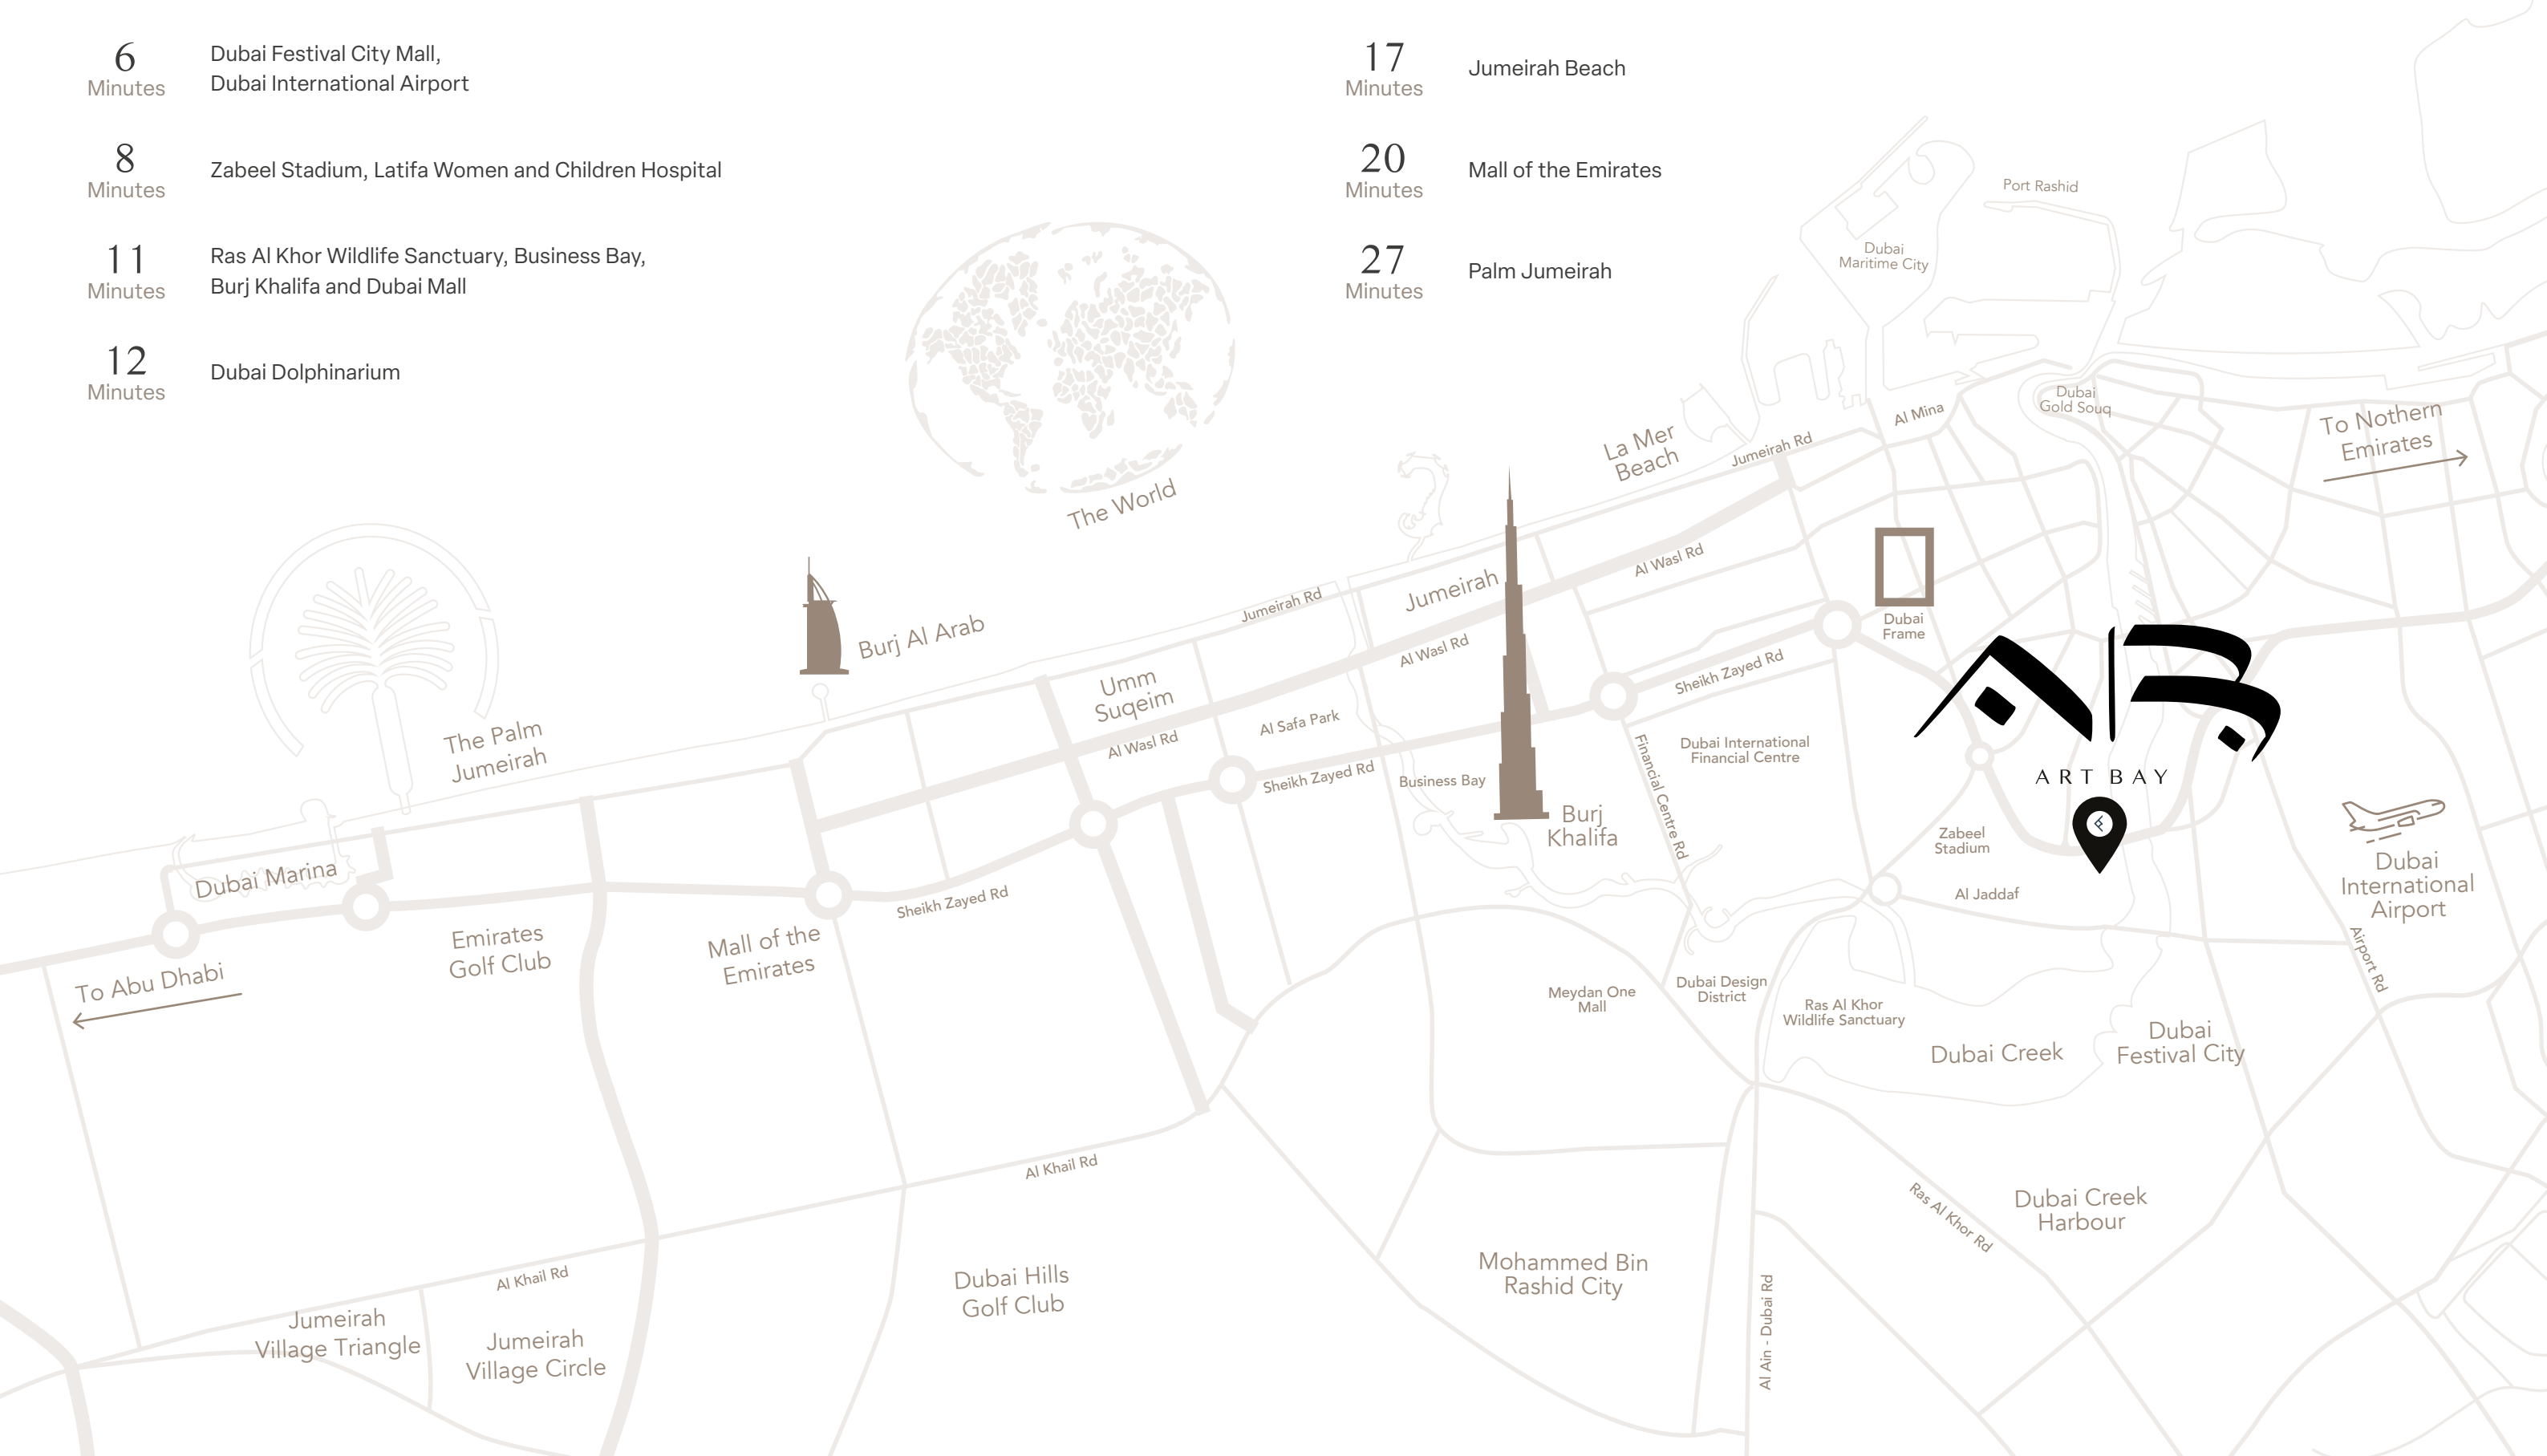 6
Minutes
Dubai Festival City Mall,
Dubai International Airport
8
Minutes
Zabeel Stadium, Latifa Women and Children Hospital
11
Minutes
Ras Al Khor Wildlife Sanctuary, Business Bay,
Burj Khalifa and Dubai Mall
12
Minutes
Dubai Dolphinarium
17
Minutes
Jumeirah Beach
20
Minutes
Mall of the Emirates
27
Minutes
Palm Jumeirah
Port Rashid
Dubai
Maritime City
Dubai
Gold Souq
Al Mina
To Nothern
Emirates
La Mer
Beach
Jumeirah Rd
The World
Al Wasl Rd
Jumeirah
Jumeirah Rd
Burj Al Arab
Dubai
Frame
Al Wasl Rd
Sheikh Zayed Rd
Umm
Suqeim
Al Safa Park
Al Wasl Rd
The Palm
Jumeirah
Sheikh Zayed Rd
Business Bay
Dubai International
Financial Centre
Financial Centre Rd
Burj
Khalifa
AB
ART BAY
Zabeel
Stadium
Al Jaddaf
Dubai
International
Airport
Airport Rd
Dubai Marina
Sheikh Zayed Rd
Emirates
Golf Club
Mall of the
Emirates
To Abu Dhabi
Meydan One
Mall
Dubai Design
District
Ras Al Khor
Wildlife Sanctuary
Dubai Creek
Dubai
Festival City
Al Khail Rd
Ras Al Khor Rd
Dubai Creek
Harbour
Mohammed Bin
Rashid City
Al Ain - Dubai Rd
Dubai Hills
Golf Club
Al Khail Rd
Jumeirah
Village Triangle
Jumeirah
Village Circle